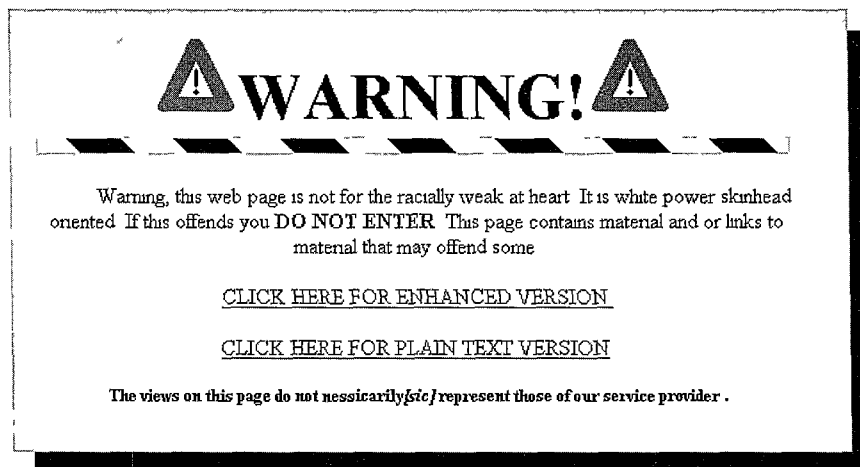 WARNING!
Warning, this web page is not for the racially weak at heart It is white power skinhead
oriented If this offends you DO NOT ENTER This page contains material and or links to
material that may offend some
CLICK HERE FOR ENHANCED VERSION
CLICK HERE FOR PLAIN TEXT VERSION
The views on this page do not nessicarily[sic] represent those of our service provider .